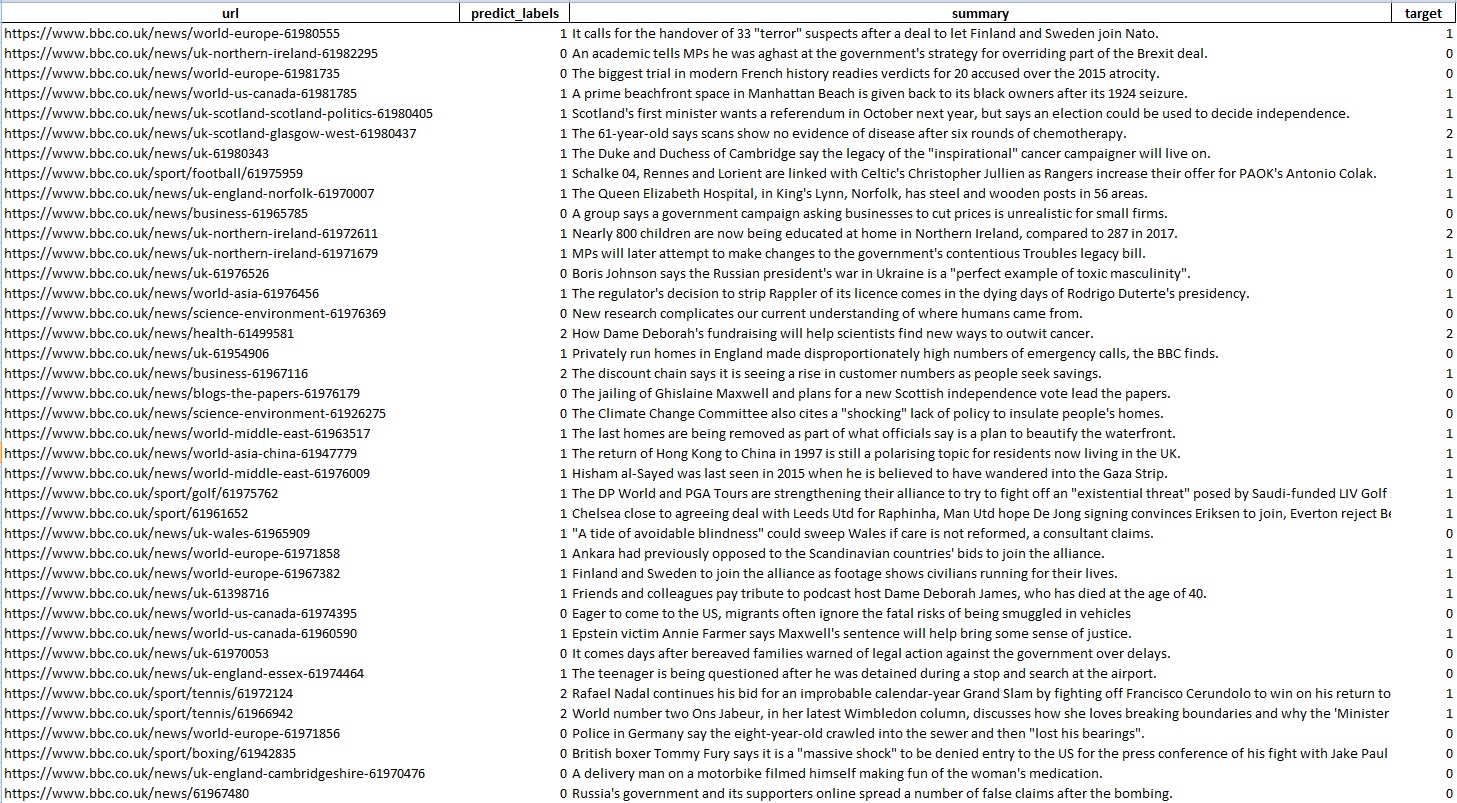 url predict_labels summary target
https://www.bbc.co.uk/news/world-europe-61980555 1 It calls for the handover of 33 "terror" suspects after a deal to let Finland and Sweden join Nato. 1
https://www.bbc.co.uk/news/uk-northern-ireland-61982295 0 An academic tells MPs he was aghast at the government's strategy for overriding part of the Brexit deal. 0
https://www.bbc.co.uk/news/world-europe-61981735 0 The biggest trial in modern French history readies verdicts for 20 accused over the 2015 atrocity. 0
https://www.bbc.co.uk/news/world-us-canada-61981785 1 A prime beachfront space in Manhattan Beach is given back to its black owners after its 1924 seizure. 1
https://www.bbc.co.uk/news/uk-scotland-scotland-politics-61980405 1 Scotland's first minister wants a referendum in October next year, but says an election could be used to decide independence. 1
https://www.bbc.co.uk/news/uk-scotland-glasgow-west-61980437 1 The 61-year-old says scans show no evidence of disease after six rounds of chemotherapy. 2
https://www.bbc.co.uk/news/uk-61980343 1 The Duke and Duchess of Cambridge say the legacy of the "inspirational" cancer campaigner will live on. 1
https://www.bbc.co.uk/sport/football/61975959 1 Schalke 04, Rennes and Lorient are linked with Celtic's Christopher Jullien as Rangers increase their offer for PAOK's Antonio Colak. 1
https://www.bbc.co.uk/news/uk-england-norfolk-61970007 1 The Queen Elizabeth Hospital, in King's Lynn, Norfolk, has steel and wooden posts in 56 areas. 1
https://www.bbc.co.uk/news/business-61965785 0 A group says a government campaign asking businesses to cut prices is unrealistic for small firms. 0
https://www.bbc.co.uk/news/uk-northern-ireland-61972611 1 Nearly 800 children are now being educated at home in Northern Ireland, compared to 287 in 2017. 2
https://www.bbc.co.uk/news/uk-northern-ireland-61971679 1 MPs will later attempt to make changes to the government's contentious Troubles legacy bill. 1
https://www.bbc.co.uk/news/uk-61976526 0 Boris Johnson says the Russian president's war in Ukraine is a "perfect example of toxic masculinity". 0
https://www.bbc.co.uk/news/world-asia-61976456 1 The regulator's decision to strip Rappler of its licence comes in the dying days of Rodrigo Duterte's presidency. 1
https://www.bbc.co.uk/news/science-environment-61976369 0 New research complicates our current understanding of where humans came from. 0
https://www.bbc.co.uk/news/health-61499581 2 How Dame Deborah's fundraising will help scientists find new ways to outwit cancer. 2
https://www.bbc.co.uk/news/uk-61954906 1 Privately run homes in England made disproportionately high numbers of emergency calls, the BBC finds. 0
https://www.bbc.co.uk/news/business-61967116 2 The discount chain says it is seeing a rise in customer numbers as people seek savings. 1
https://www.bbc.co.uk/news/blogs-the-papers-61976179 0 The jailing of Ghislaine Maxwell and plans for a new Scottish independence vote lead the papers. 0
https://www.bbc.co.uk/news/science-environment-61926275 0 The Climate Change Committee also cites a "shocking" lack of policy to insulate people's homes. 0
https://www.bbc.co.uk/news/world-middle-east-61963517 1 The last homes are being removed as part of what officials say is a plan to beautify the waterfront. 1
https://www.bbc.co.uk/news/world-asia-china-61947779 1 The return of Hong Kong to China in 1997 is still a polarising topic for residents now living in the UK. 1
https://www.bbc.co.uk/news/world-middle-east-61976009 1 Hisham al-Sayed was last seen in 2015 when he is believed to have wandered into the Gaza Strip. 1
https://www.bbc.co.uk/sport/golf/61975762 1 The DP World and PGA Tours are strengthening their alliance to try to fight off an "existential threat" posed by Saudi-funded LIV Golf 1
https://www.bbc.co.uk/sport/61961652 1 Chelsea close to agreeing deal with Leeds Utd for Raphinha, Man Utd hope De Jong signing convinces Eriksen to join, Everton reject Be 1
https://www.bbc.co.uk/news/uk-wales-61965909 1 "A tide of avoidable blindness" could sweep Wales if care is not reformed, a consultant claims. 0
https://www.bbc.co.uk/news/world-europe-61971858 1 Ankara had previously opposed to the Scandinavian countries' bids to join the alliance. 1
https://www.bbc.co.uk/news/world-europe-61967382 1 Finland and Sweden to join the alliance as footage shows civilians running for their lives. 1
https://www.bbc.co.uk/news/uk-61398716 1 Friends and colleagues pay tribute to podcast host Dame Deborah James, who has died at the age of 40. 1
https://www.bbc.co.uk/news/world-us-canada-61974395 0 Eager to come to the US, migrants often ignore the fatal risks of being smuggled in vehicles 0
https://www.bbc.co.uk/news/world-us-canada-61960590 1 Epstein victim Annie Farmer says Maxwell's sentence will help bring some sense of justice. 1
https://www.bbc.co.uk/news/uk-61970053 0 It comes days after bereaved families warned of legal action against the government over delays. 0
https://www.bbc.co.uk/news/uk-england-essex-61974464 1 The teenager is being questioned after he was detained during a stop and search at the airport. 0
https://www.bbc.co.uk/sport/tennis/61972124 2 Rafael Nadal continues his bid for an improbable calendar-year Grand Slam by fighting off Francisco Cerundolo to win on his return to 1
https://www.bbc.co.uk/sport/tennis/61966942 2 World number two Ons Jabeur, in her latest Wimbledon column, discusses how she loves breaking boundaries and why the 'Minister 1
https://www.bbc.co.uk/news/world-europe-61971856 0 Police in Germany say the eight-year-old crawled into the sewer and then "lost his bearings". 0
https://www.bbc.co.uk/sport/boxing/61942835 0 British boxer Tommy Fury says it is a "massive shock" to be denied entry to the US for the press conference of his fight with Jake Paul 0
https://www.bbc.co.uk/news/uk-england-cambridgeshire-61970476 0 A delivery man on a motorbike filmed himself making fun of the woman's medication. 0
https://www.bbc.co.uk/news/61967480 0 Russia's government and its supporters online spread a number of false claims after the bombing. 0